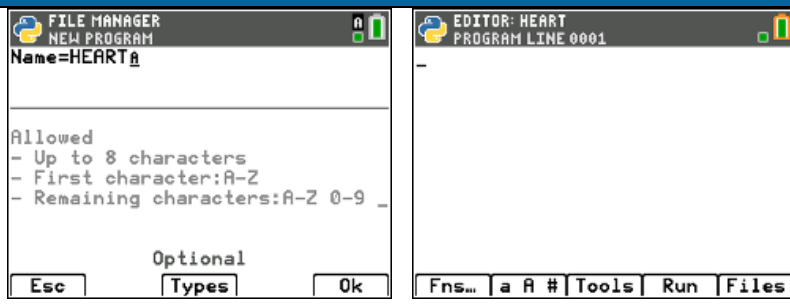 FILE MANAGER
NEW PROGRAM
Name=HEARTA
Allowed
- Up to 8 characters
- First character:A-Z
- Remaining characters:A-Z 0-9 _
Optional
Esc Types Ok
EDITOR: HEART
PROGRAM LINE 0001
_
Fns… a A # Tools Run Files